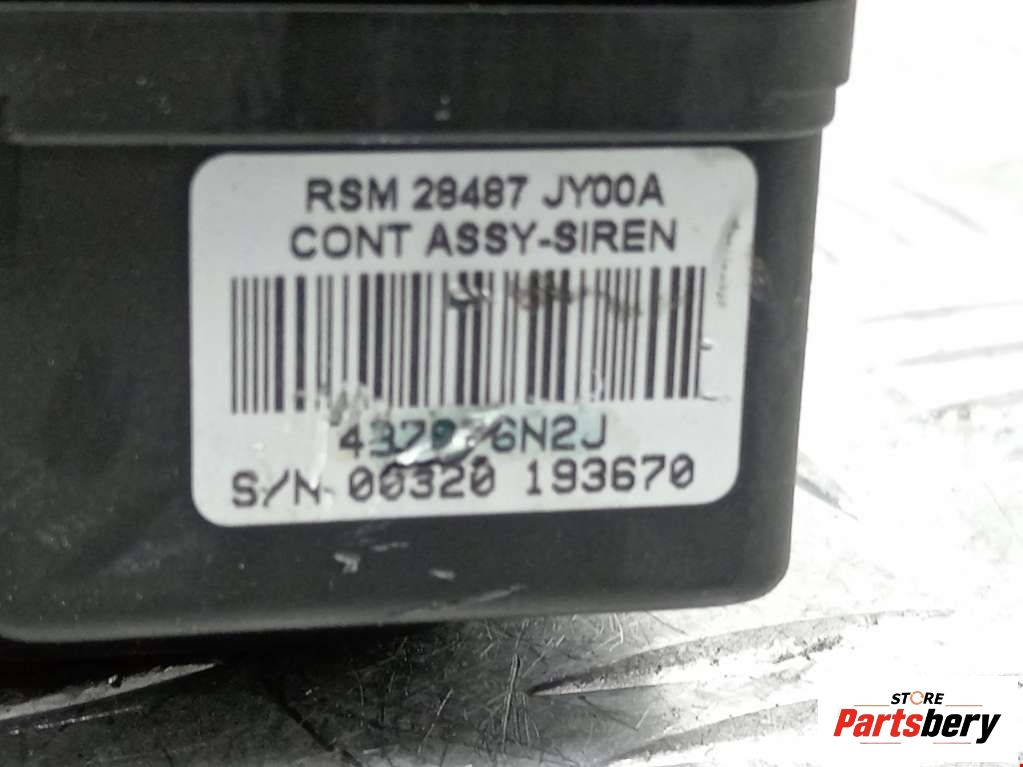 RSM 28487 JY00A
CONT ASSY-SIREN
S/N 00320 193670
STORE
Partsbery